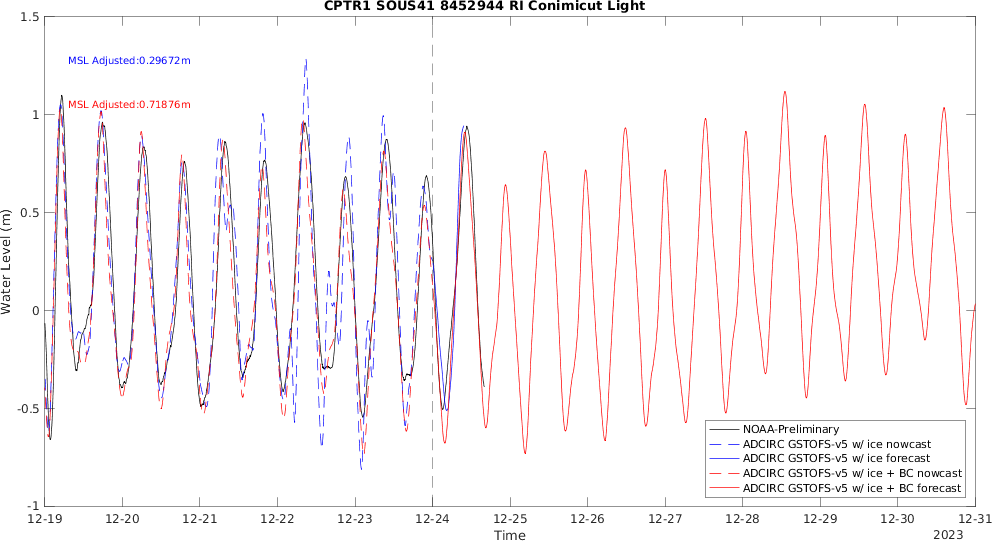 CPTR1 SOUS41 8452944 RI Conimicut Light
1.5
1
0.5
0
-0.5
-1
Water Level (m)
MSL Adjusted:0.29672m
MSL Adjusted:0.71876m
NOAA-Preliminary
ADCIRC GSTOFS-v5 w/ ice nowcast
ADCIRC GSTOFS-v5 w/ ice forecast
ADCIRC GSTOFS-v5 w/ ice + BC nowcast
ADCIRC GSTOFS-v5 w/ ice + BC forecast
12-19 12-20 12-21 12-22 12-23 12-24 12-25 12-26 12-27 12-28 12-29 12-30 12-31
Time
2023